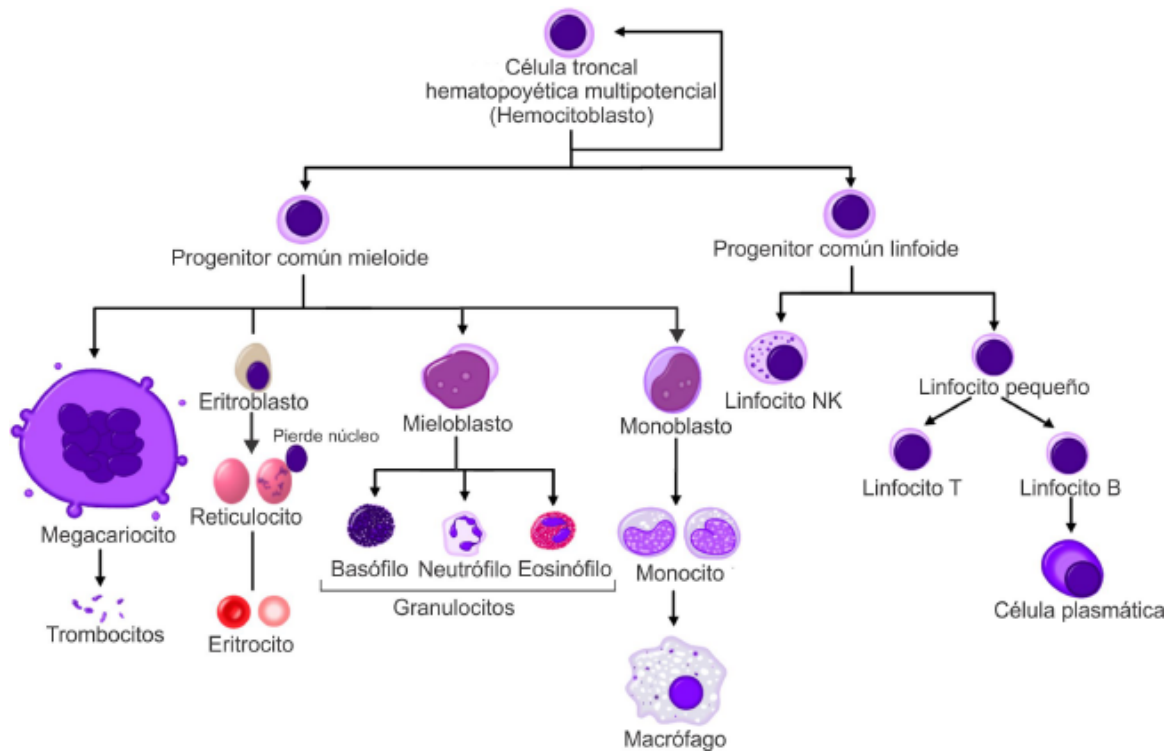 Célula troncal
hematopoyética multipotencial
(Hemocitoblasto)
Progenitor común mieloide
Progenitor común linfoide
Eritroblasto
Mieloblasto
Monoblasto
Linfocito NK
Linfocito pequeño
Pierde núcleo
Megacariocito
Reticulocito
Linfocito T
Linfocito B
Basófilo
Neutrófilo
Eosinófilo
Monocito
Granulocitos
Célula plasmática
Trombocitos
Eritrocito
Macrófago